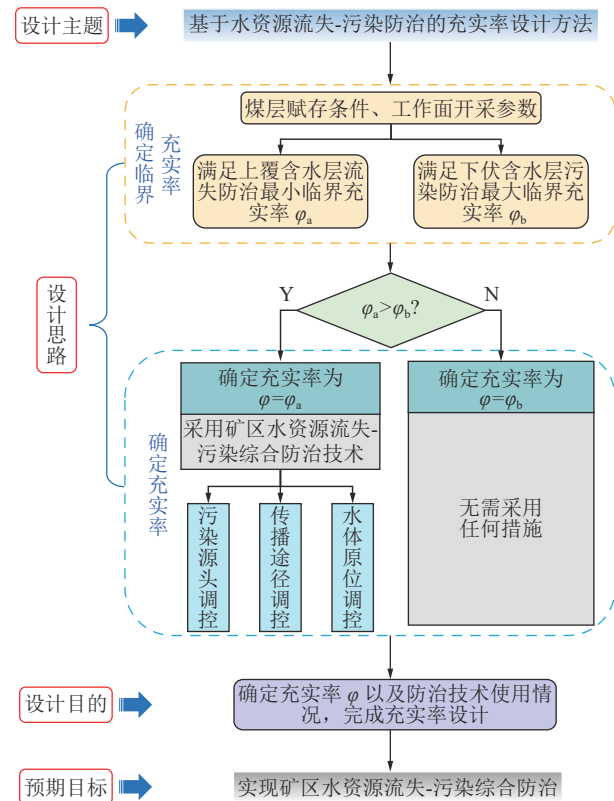 设计主题
基于水资源流失-污染防治的充实率设计方法
设计思路
确定临界
充实率
煤层赋存条件、工作面开采参数
满足上覆含水层流
失防治最小临界充
实率 φa
满足下伏含水层污
染防治最大临界充
实率 φb
φa>φb?
Y
N
确定充实率
确定充实率为
φ=φa
采用矿区水资源流失-
污染综合防治技术
污染源头调控
传播途径调控
水体原位调控
确定充实率为
φ=φb
无需采用
任何措施
设计目的
确定充实率 φ 以及防治技术使用情
况，完成充实率设计
预期目标
实现矿区水资源流失-污染综合防治